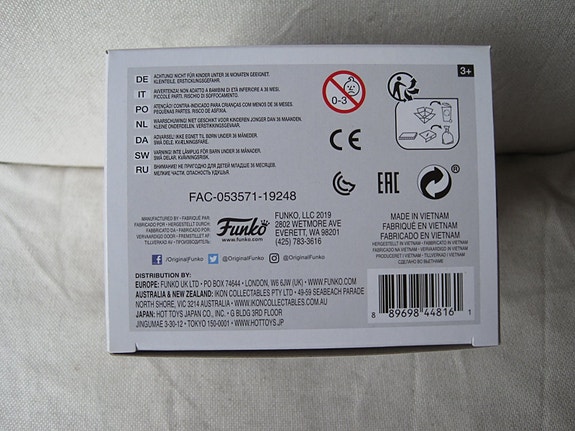 DE ACHTUNG! NICHT FÜR KINDER UNTER 36 MONATEN GEEIGNET.
KLEINTEILE. ERSTICKUNGSGEFAHR.
IT AVVERTENZA! NON ADATTO A BAMBINI DI ETÀ INFERIORE A 36 MESI.
PICCOLE PARTI. RISCHIO DI SOFFOCAMENTO.
PO ATENÇÃO! CONTRA-INDICADO PARA CRIANÇAS COM MENOS DE 36 MESES.
PEQUENAS PARTES. RISCO DE ASFIXIA.
NL WAARSCHUWING! NIET GESCHIKT VOOR KINDEREN JONGER DAN 36 MAANDEN.
KLEINE ONDERDELEN. VERSTIKKINGSGEVAAR.
DA ADVARSEL! IKKE EGNET TIL BØRN UNDER 36 MÅNEDER.
SMÅ DELE. KVÆLNINGSFARE.
SW VARNING! INTE LÄMPLIG FÖR BARN UNDER 36 MÅNADER.
SMÅ DELAR. KVÄVNINGSRISK.
RU ВНИМАНИЕ! НЕ ПРИГОДНО ДЛЯ ДЕТЕЙ МЛАДШЕ 36 МЕСЯЦЕВ.
МЕЛКИЕ ЧАСТИ. ОПАСНОСТЬ УДУШЬЯ
0-3
3+
CE
EAC
®
FAC-053571-19248
MANUFACTURED BY • FABRIQUÉ PAR
FABRICADO POR • HERGESTELLT DURCH
FABRICATO DA • FABRICADO POR
VERVAARDIGD DOOR • FREMSTILLET AF
TILLVERKAS AV • ПРОИЗВОДИТЕЛЬ
Funko
www.funko.com
FUNKO, LLC 2019
2802 WETMORE AVE
EVERETT, WA 98201
(425) 783-3616
MADE IN VIETNAM
FABRIQUÉ EN VIETNAM
FABRICADO EN VIETNAM
HERGESTELLT IN VIETNAM • FABBRICATO IN VIETNAM
FABRICADO NO VIETNAM • VERVAARDIGD IN VIETNAM
PRODUCERET I VIETNAM • TILLVERKAD I VIETNAM
СДЕЛАНО ВО ВЬЕТНАМЕ
/OriginalFunko @OriginalFunko @OriginalFunko
DISTRIBUTION BY:
EUROPE: FUNKO UK LTD • PO BOX 74644 • LONDON, W6 6JW (UK) • WWW.FUNKO.COM
AUSTRALIA & NEW ZEALAND: IKON COLLECTABLES PTY LTD • 49-59 SEABEACH PARADE
NORTH SHORE, VIC 3214 AUSTRALIA • WWW.IKONCOLLECTABLES.COM.AU
JAPAN: HOT TOYS JAPAN CO., INC. • G BLDG 3RD FLOOR
JINGUMAE 3-30-12 • TOKYO 150-0001 • WWW.HOTTOYS.JP
8 89698 44816 1